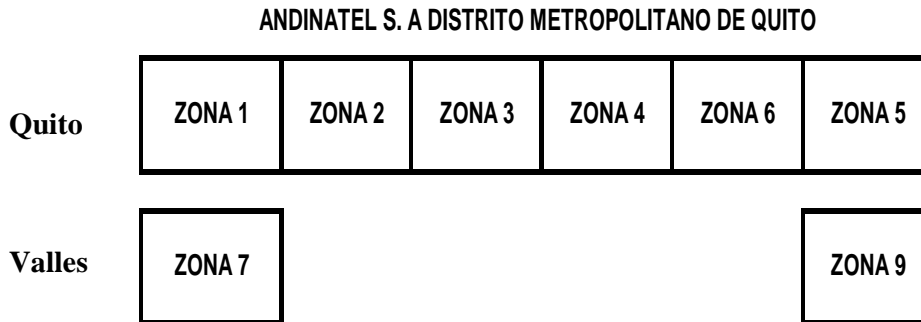 ANDINATEL S. A DISTRITO METROPOLITANO DE QUITO
Quito ZONA 1 ZONA 2 ZONA 3 ZONA 4 ZONA 6 ZONA 5
Valles ZONA 7 ZONA 9